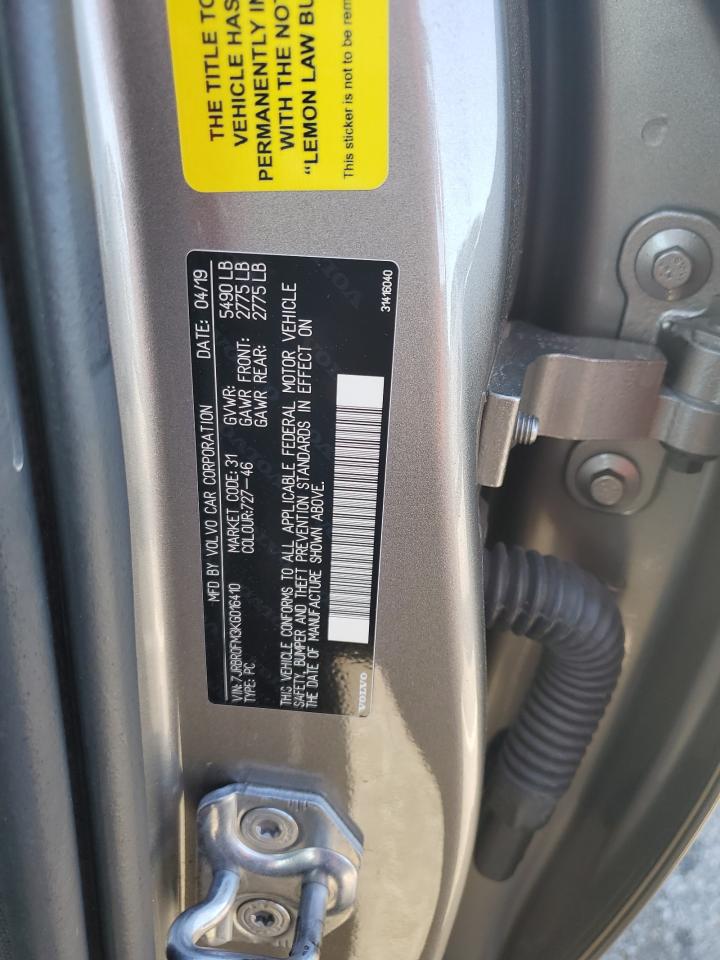 THE TITLE TO
VEHICLE HAS
PERMANENTLY IN
WITH THE NOT
"LEMON LAW BU
This sticker is not to be rem
MFD BY VOLVO CAR CORPORATION DATE: 04/19
VIN:7JRBR0FM3KG016410 MARKET CODE:31 GVWR: 5490 LB
TYPE: PC COLOUR:727-46 GAWR FRONT: 2775 LB
GAWR REAR: 2775 LB
THIS VEHICLE CONFORMS TO ALL APPLICABLE FEDERAL MOTOR VEHICLE
SAFETY, BUMPER AND THEFT PREVENTION STANDARDS IN EFFECT ON
THE DATE OF MANUFACTURE SHOWN ABOVE.
VOLVO 31416040